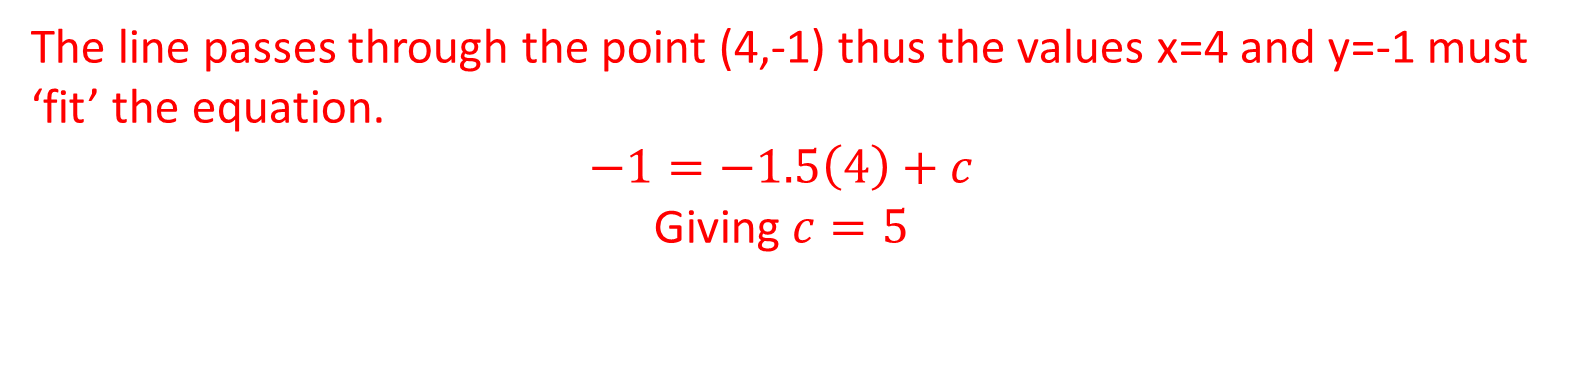 The line passes through the point (4,-1) thus the values x=4 and y=-1 must
‘fit’ the equation.
−1 = −1.5(4) + c
Giving c = 5